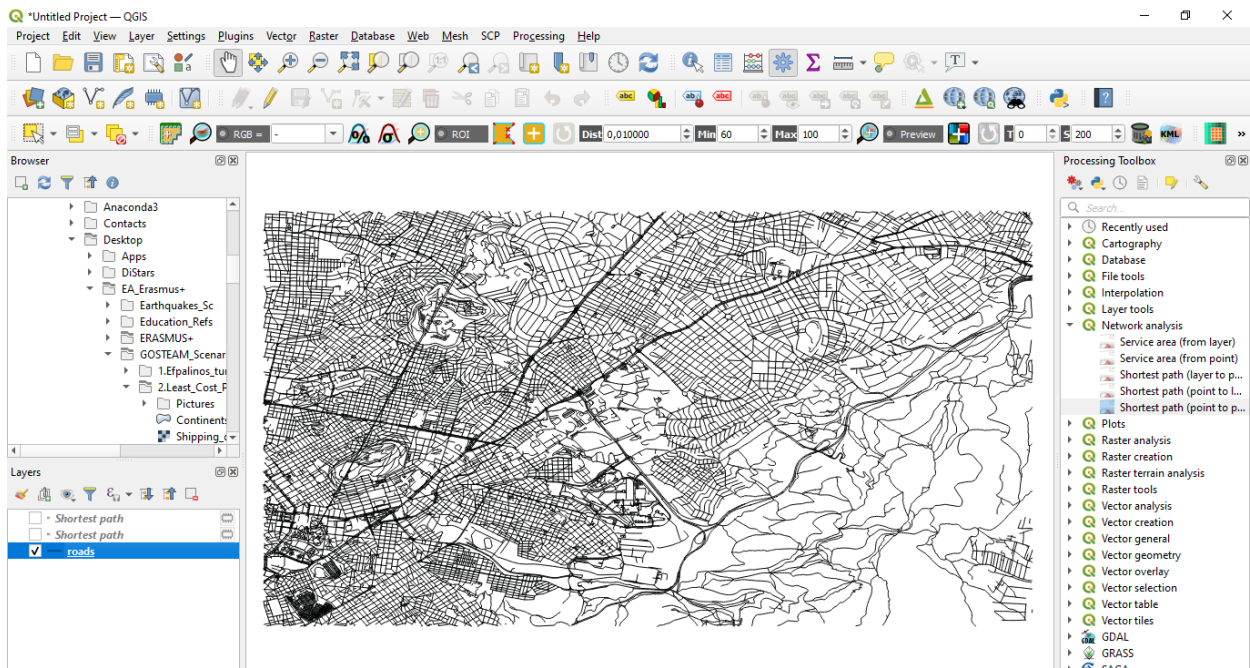 *Untitled Project — QGIS
Project Edit View Layer Settings Plugins Vector Raster Database Web Mesh SCP Processing Help
abc abc abc
RGB = - ROI Dist 0,010000 Min 60 Max 100 Preview T 0 S 200 KML »
Browser
Anaconda3
Contacts
Desktop
Apps
DiStars
EA_Erasmus+
Earthquakes_Sc
Education_Refs
ERASMUS+
GOSTEAM_Scenar
1.Efpalinos_tu
2.Least_Cost_P
Pictures
Continent
Shipping_
Layers
Shortest path
Shortest path
roads
Processing Toolbox
Search...
Recently used
Cartography
Database
File tools
Interpolation
Layer tools
Network analysis
Service area (from layer)
Service area (from point)
Shortest path (layer to p...
Shortest path (point to l...
Shortest path (point to p...
Plots
Raster analysis
Raster creation
Raster terrain analysis
Raster tools
Vector analysis
Vector creation
Vector general
Vector geometry
Vector overlay
Vector selection
Vector table
Vector tiles
GDAL
GRASS